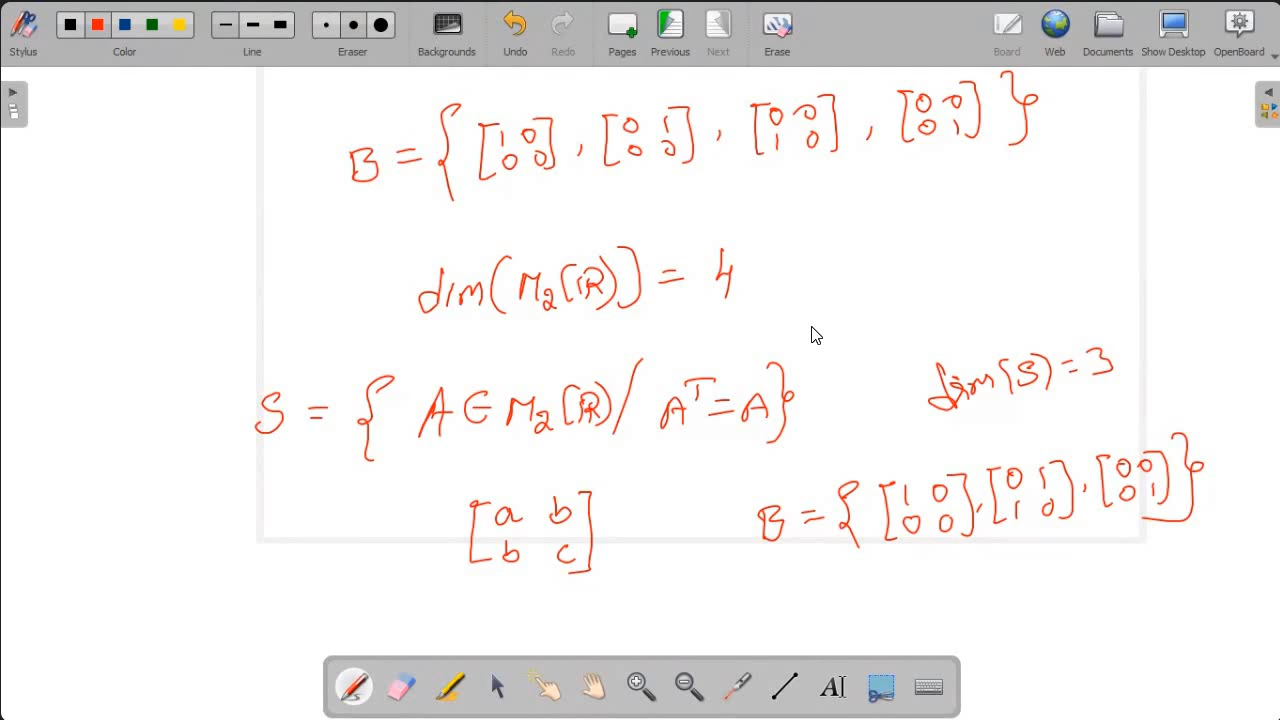 Stylus Color Line Eraser Backgrounds Undo Redo Pages Previous Next Erase Board Web Documents Show Desktop OpenBoard
B = { [1 0 0 0], [0 1 0 0], [0 0 1 0], [0 0 0 1] }
dim(M₂(ℝ)) = 4
S = { A ∈ M₂(ℝ) / Aᵀ = A }
dim(S) = 3
[a b b c]
B = { [1 0 0 0], [0 1 1 0], [0 0 0 1] }
AI